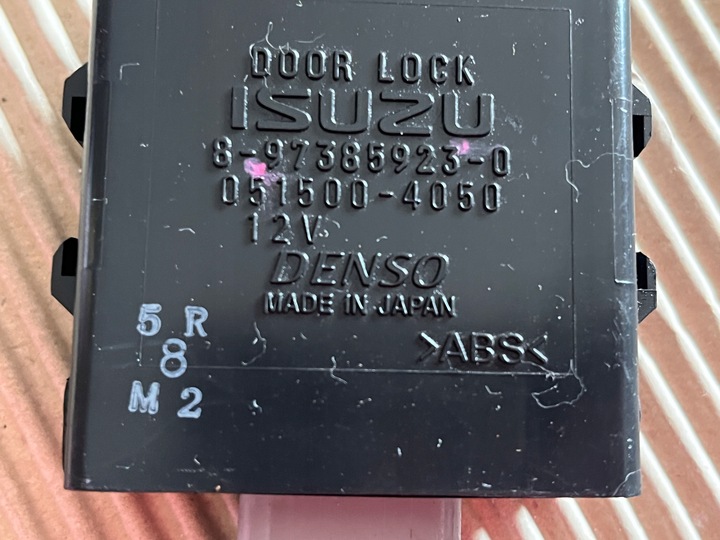 DOOR LOCK
ISUZU
8-97385923-0
051500-4050
12V
DENSO
MADE IN JAPAN
>ABS<
5 R
8
M 2